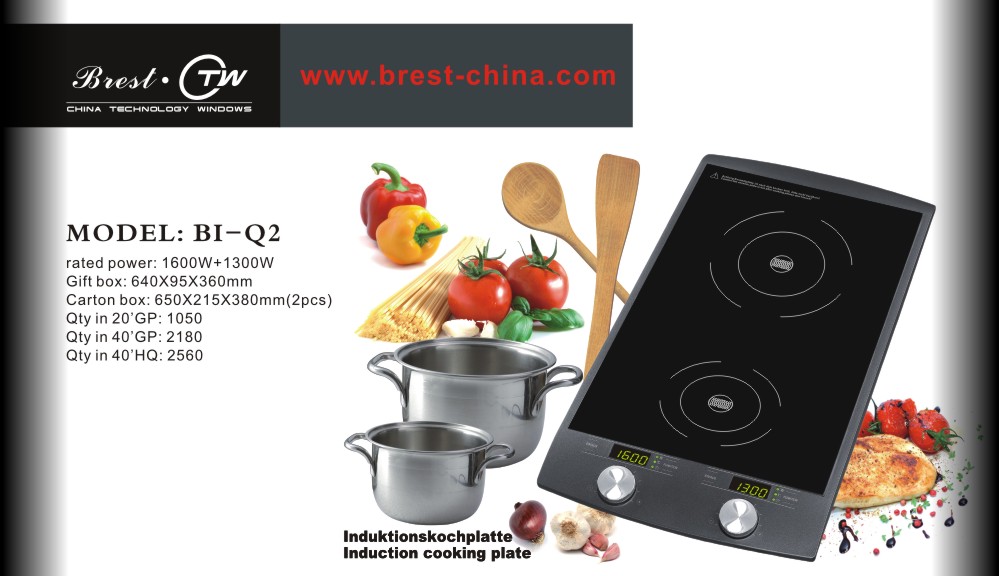 Brest · TW
CHINA TECHNOLOGY WINDOWS
www.brest-china.com
MODEL: BI-Q2
rated power: 1600W+1300W
Gift box: 640X95X360mm
Carton box: 650X215X380mm(2pcs)
Qty in 20'GP: 1050
Qty in 40'GP: 2180
Qty in 40'HQ: 2560
1600
1300
Induktionskochplatte
Induction cooking plate